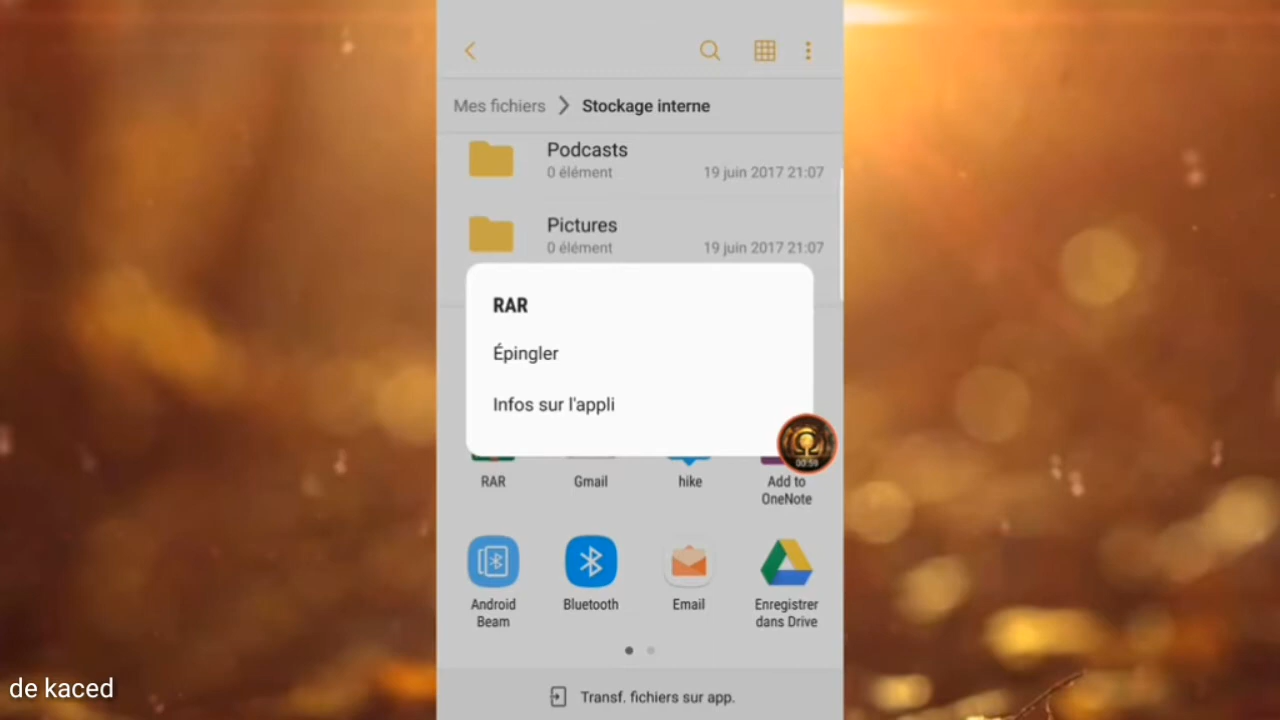 Mes fichiers > Stockage interne
Podcasts
0 élément 19 juin 2017 21:07
Pictures
0 élément 19 juin 2017 21:07
RAR
Épingler
Infos sur l'appli
00:59
RAR Gmail hike Add to
OneNote
Android Bluetooth Email Enregistrer
Beam dans Drive
Transf. fichiers sur app.
de kaced